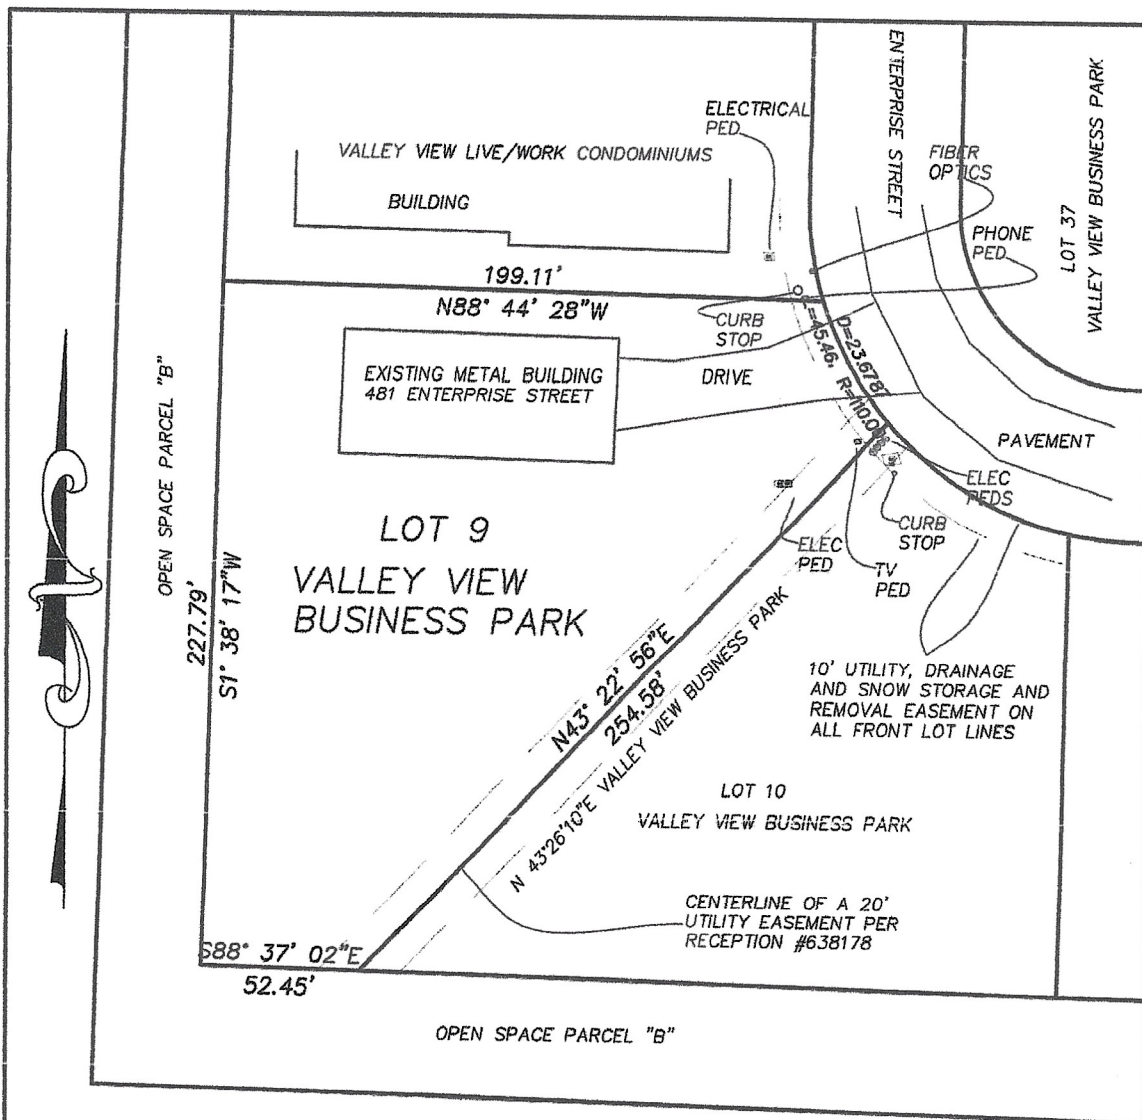 ENTERPRISE STREET
LOT 37
VALLEY VIEW BUSINESS PARK
ELECTRICAL
PED
VALLEY VIEW LIVE/WORK CONDOMINIUMS
BUILDING
FIBER
OPTICS
PHONE
PED
199.11'
N88° 44' 28"W
CURB
STOP
L=45.46,
R=110.0
D=23.678
DRIVE
EXISTING METAL BUILDING
481 ENTERPRISE STREET
OPEN SPACE PARCEL "B"
PAVEMENT
ELEC
PEDS
CURB
STOP
ELEC
PED
TV
PED
LOT 9
VALLEY VIEW
BUSINESS PARK
227.79'
S1° 38' 17"W
N43° 22' 56"E
254.58'
N 43°26'10"E VALLEY VIEW BUSINESS PARK
10' UTILITY, DRAINAGE
AND SNOW STORAGE AND
REMOVAL EASEMENT ON
ALL FRONT LOT LINES
LOT 10
VALLEY VIEW BUSINESS PARK
CENTERLINE OF A 20'
UTILITY EASEMENT PER
RECEPTION #638178
S88° 37' 02"E
52.45'
OPEN SPACE PARCEL "B"